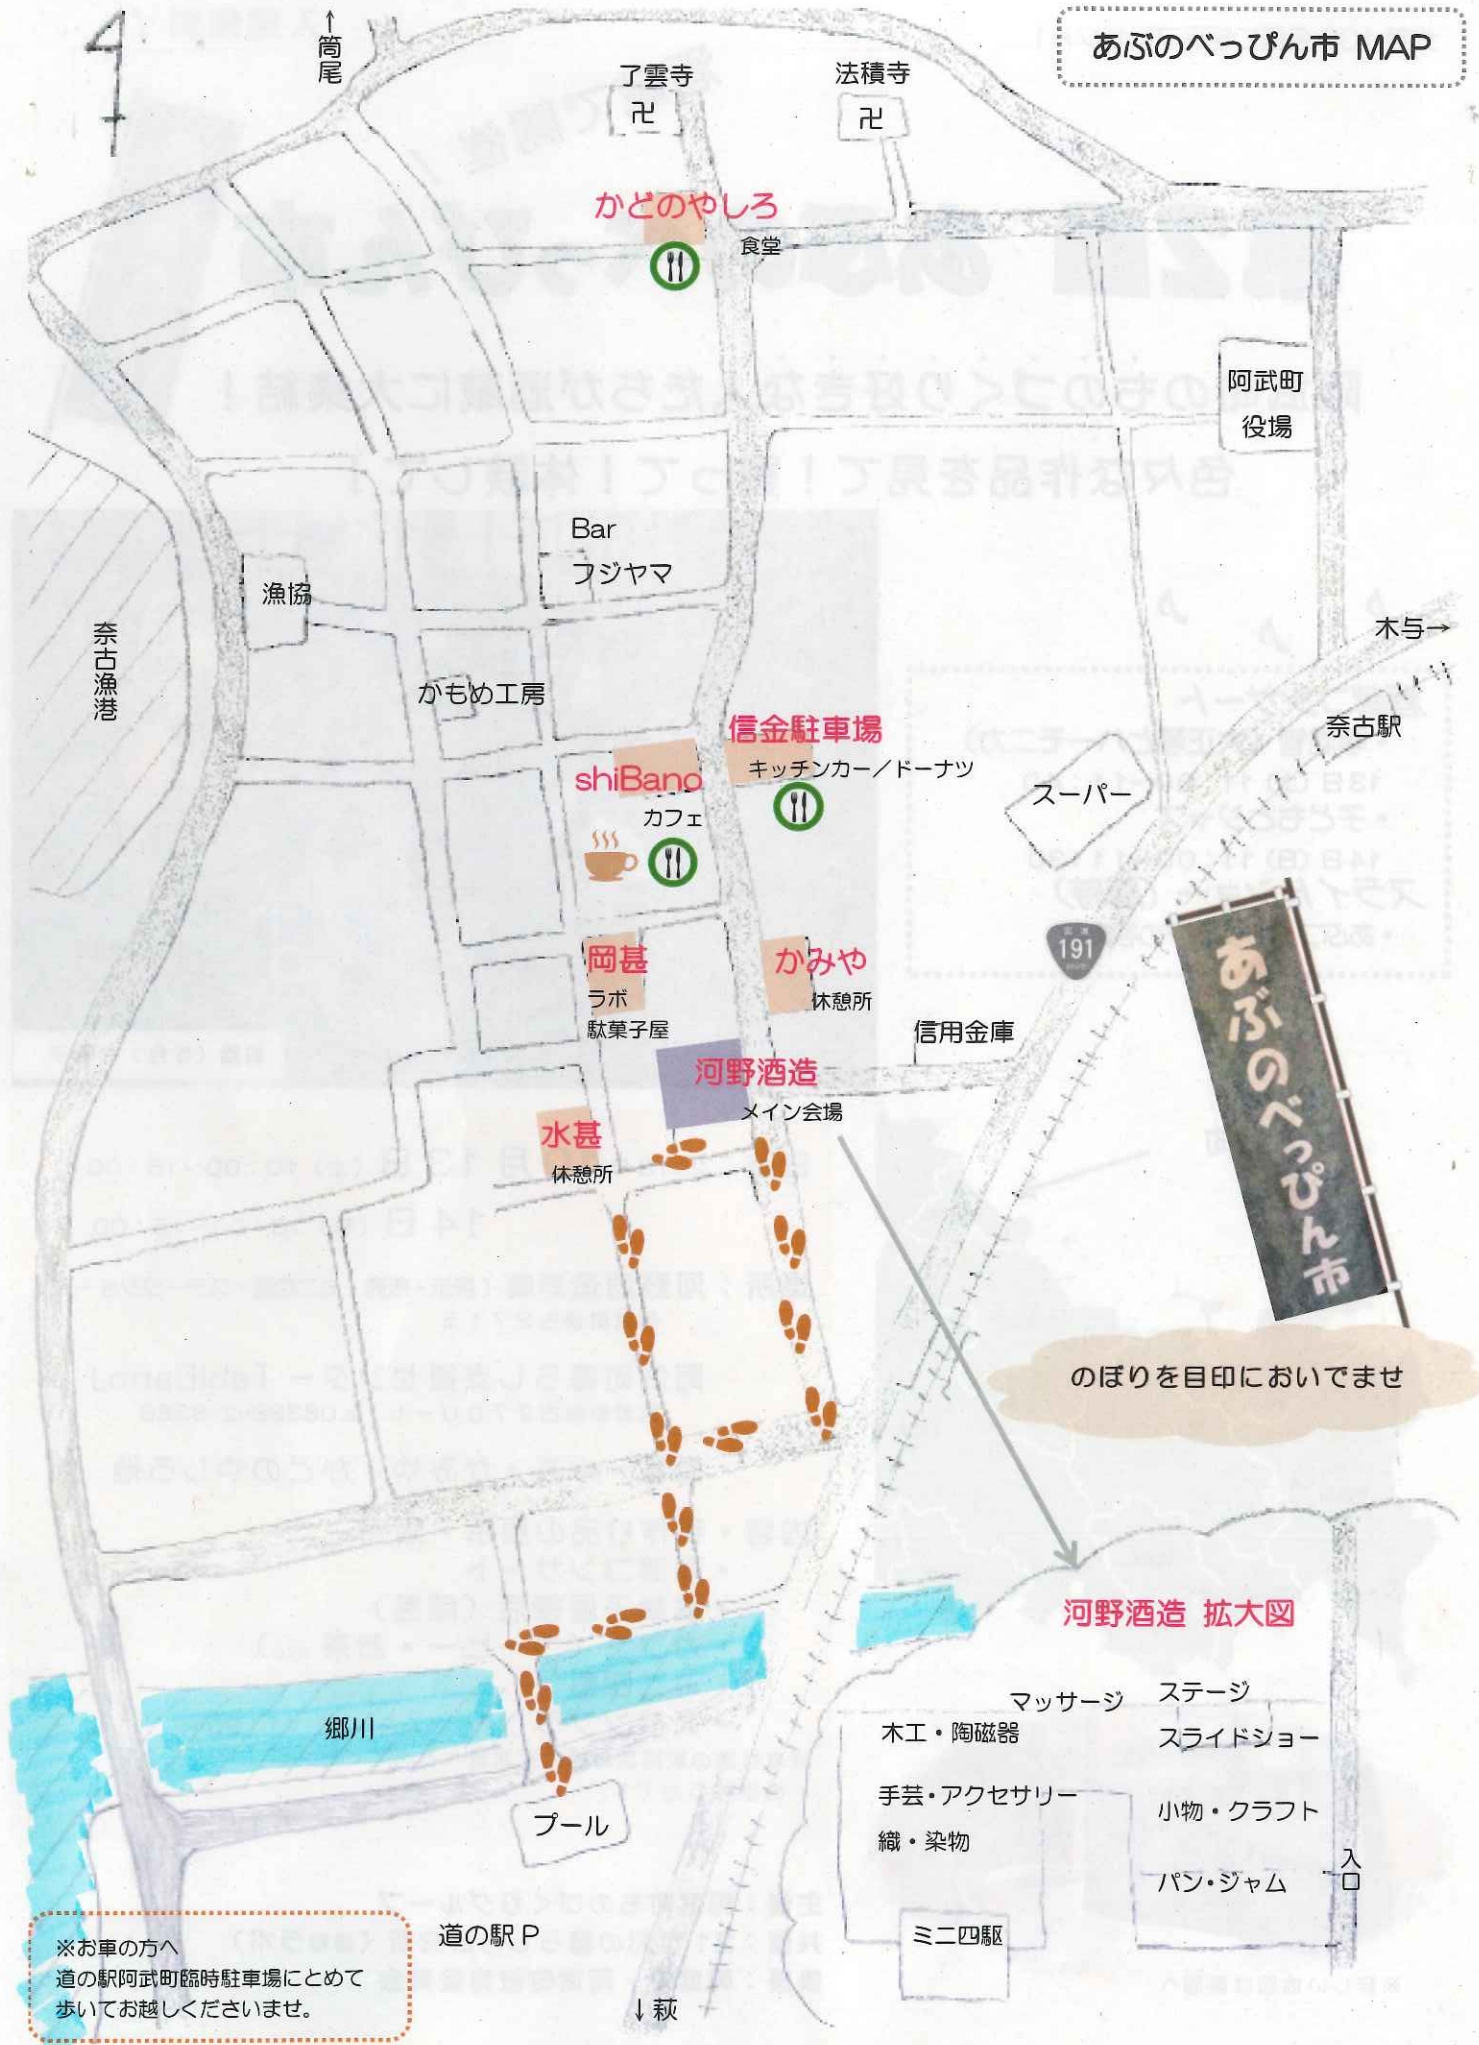 あぶのべっぴん市 MAP
↑筒尾
了雲寺
卍
法積寺
卍
かどのやしろ
食堂
阿武町
役場
Bar
フジヤマ
漁協
奈古漁港
木与→
かもめ工房
信金駐車場
キッチンカー／ドーナツ
奈古駅
shiBano
カフェ
スーパー
191
あぶのべっぴん市
岡甚
ラボ
駄菓子屋
かみや
休憩所
信用金庫
河野酒造
メイン会場
水甚
休憩所
のぼりを目印においでませ
河野酒造 拡大図
マッサージ
ステージ
木工・陶磁器
スライドショー
手芸・アクセサリー
小物・クラフト
織・染物
入口
パン・ジャム
ミニ四駆
郷川
プール
道の駅 P
↓萩
※お車の方へ
道の駅阿武町臨時駐車場にとめて
歩いてお越しくださいませ。